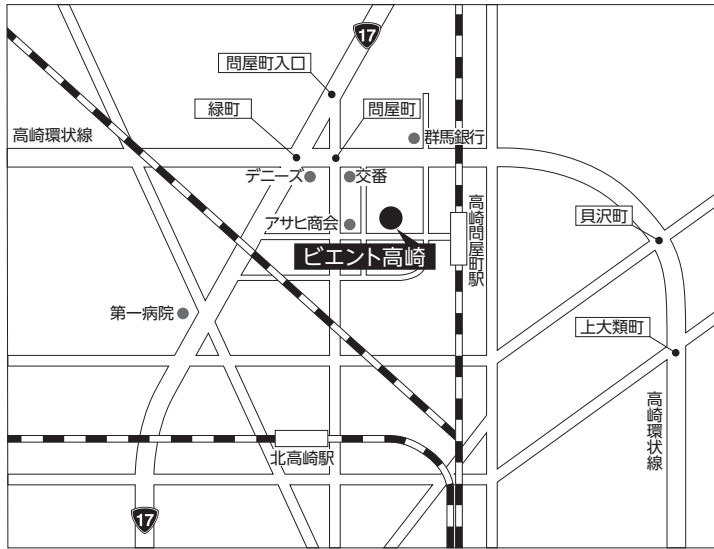 17
問屋町入口
緑町
問屋町
高崎環状線
群馬銀行
デニーズ
交番
アサヒ商会
高崎問屋町駅
貝沢町
ビエント高崎
第一病院
上大類町
高崎環状線
北高崎駅
17